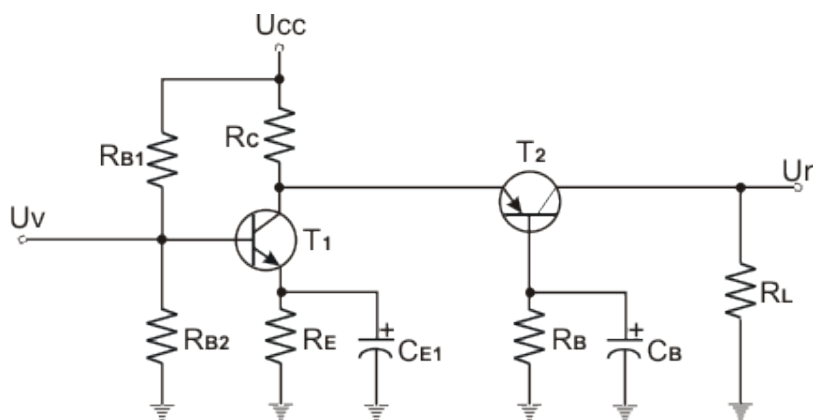 Ucc
RB1
RC
T2
Ur
Uv
T1
RB2
RE
+
CE1
RB
+
CB
RL